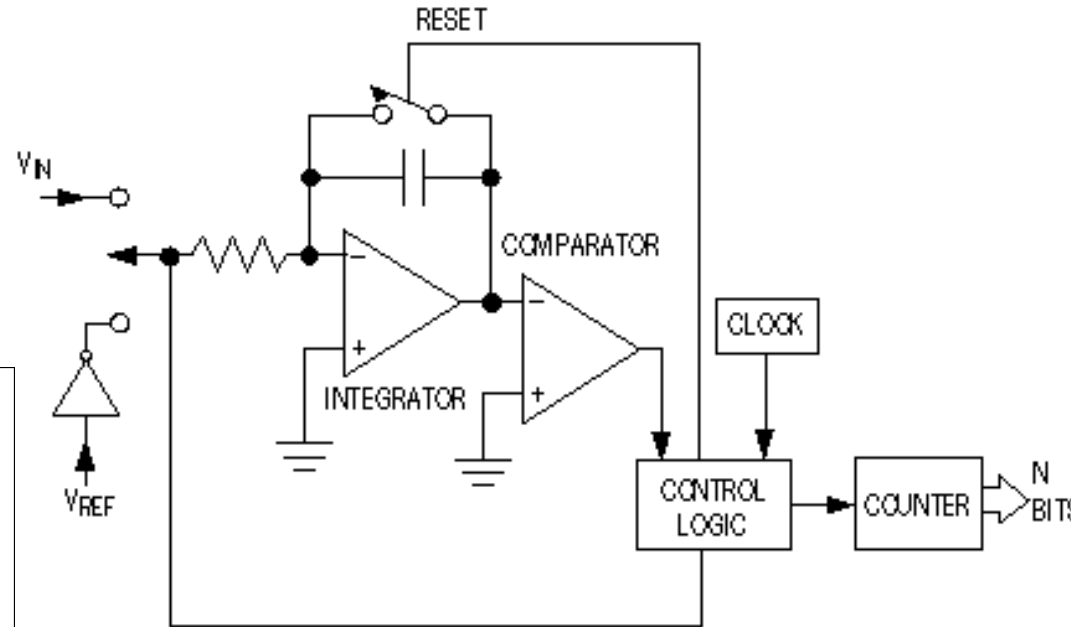 RESET
VIN
COMPARATOR
CLOCK
INTEGRATOR
VREF
CONTROL
LOGIC
COUNTER
N
BITS